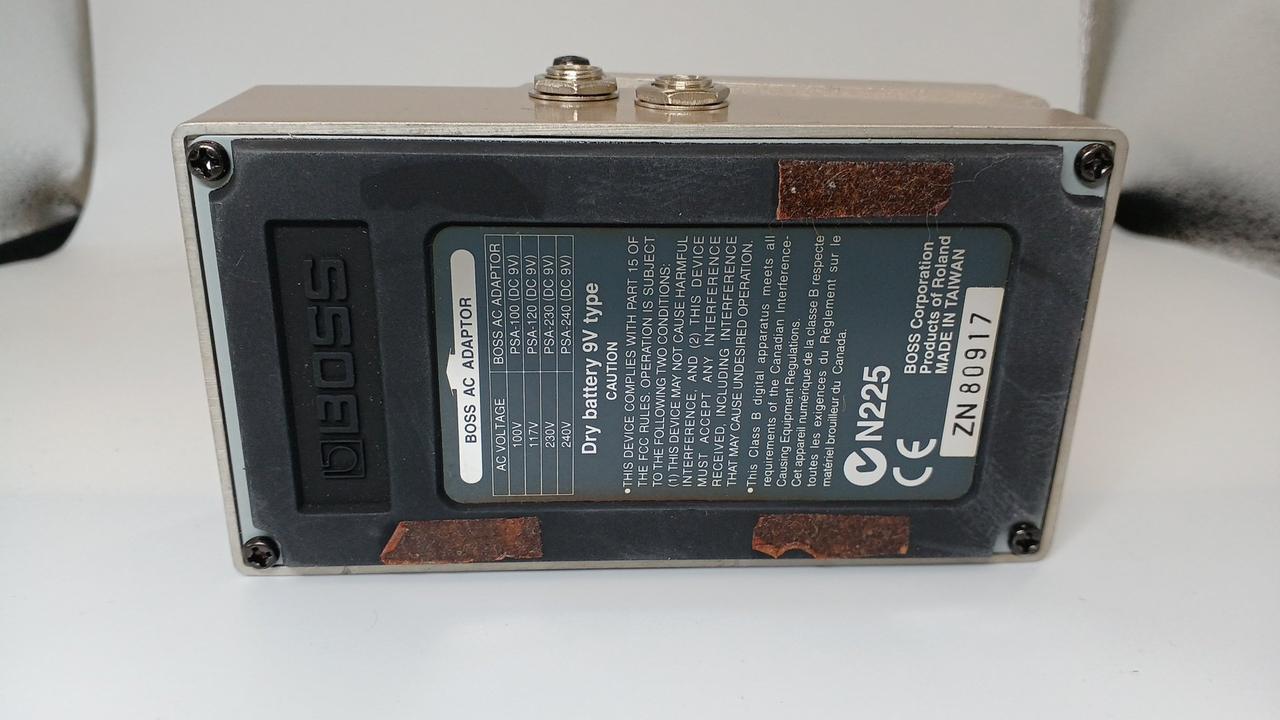 BOSS
BOSS AC ADAPTOR
AC VOLTAGE BOSS AC ADAPTOR
100V PSA-100 (DC 9V)
117V PSA-120 (DC 9V)
230V PSA-230 (DC 9V)
240V PSA-240 (DC 9V)
Dry battery 9V type
CAUTION
•THIS DEVICE COMPLIES WITH PART 15 OF
THE FCC RULES. OPERATION IS SUBJECT
TO THE FOLLOWING TWO CONDITIONS:
(1) THIS DEVICE MAY NOT CAUSE HARMFUL
INTERFERENCE, AND (2) THIS DEVICE
MUST ACCEPT ANY INTERFERENCE
RECEIVED, INCLUDING INTERFERENCE
THAT MAY CAUSE UNDESIRED OPERATION.
•This Class B digital apparatus meets all
requirements of the Canadian Interference-
Causing Equipment Regulations.
Cet appareil numérique de la classe B respecte
toutes les exigences du Règlement sur le
matériel brouilleur du Canada.
N225
CE
BOSS Corporation
Products of Roland
MADE IN TAIWAN
ZN 80917